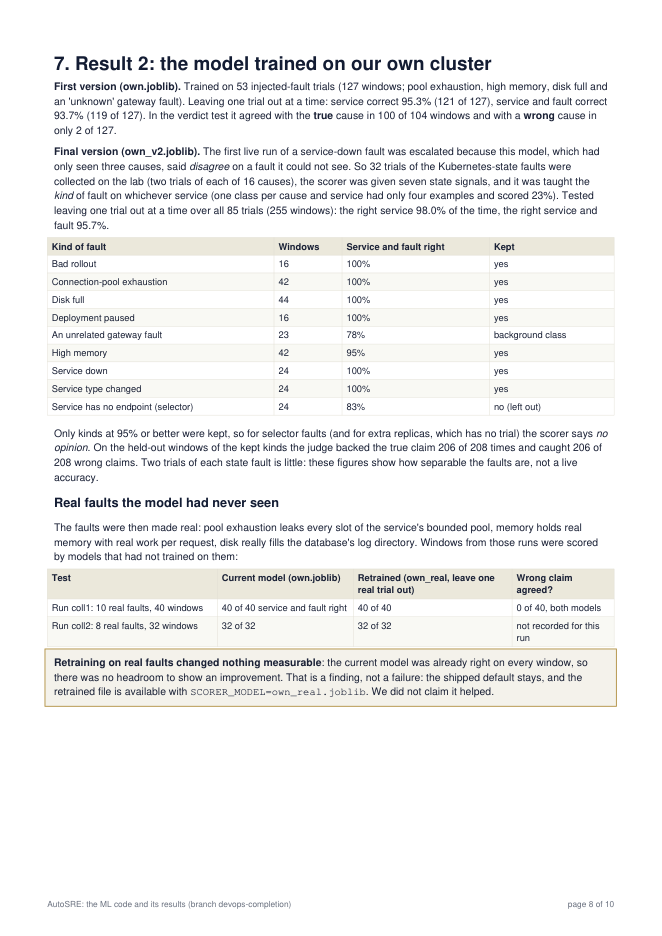 7. Result 2: the model trained on our own cluster
First version (own.joblib). Trained on 53 injected-fault trials (127 windows; pool exhaustion, high memory, disk full and
an 'unknown' gateway fault). Leaving one trial out at a time: service correct 95.3% (121 of 127), service and fault correct
93.7% (119 of 127). In the verdict test it agreed with the true cause in 100 of 104 windows and with a wrong cause in
only 2 of 127.
Final version (own_v2.joblib). The first live run of a service-down fault was escalated because this model, which had
only seen three causes, said disagree on a fault it could not see. So 32 trials of the Kubernetes-state faults were
collected on the lab (two trials of each of 16 causes), the scorer was given seven state signals, and it was taught the
kind of fault on whichever service (one class per cause and service had only four examples and scored 23%). Tested
leaving one trial out at a time over all 85 trials (255 windows): the right service 98.0% of the time, the right service and
fault 95.7%.
Kind of fault Windows Service and fault right Kept
Bad rollout 16 100% yes
Connection-pool exhaustion 42 100% yes
Disk full 44 100% yes
Deployment paused 16 100% yes
An unrelated gateway fault 23 78% background class
High memory 42 95% yes
Service down 24 100% yes
Service type changed 24 100% yes
Service has no endpoint (selector) 24 83% no (left out)
Only kinds at 95% or better were kept, so for selector faults (and for extra replicas, which has no trial) the scorer says no
opinion. On the held-out windows of the kept kinds the judge backed the true claim 206 of 208 times and caught 206 of
208 wrong claims. Two trials of each state fault is little: these figures show how separable the faults are, not a live
accuracy.
Real faults the model had never seen
The faults were then made real: pool exhaustion leaks every slot of the service's bounded pool, memory holds real
memory with real work per request, disk really fills the database's log directory. Windows from those runs were scored
by models that had not trained on them:
Test Current model (own.joblib) Retrained (own_real, leave one Wrong claim
real trial out) agreed?
Run coll1: 10 real faults, 40 windows 40 of 40 service and fault right 40 of 40 0 of 40, both models
Run coll2: 8 real faults, 32 windows 32 of 32 32 of 32 not recorded for this
run
Retraining on real faults changed nothing measurable: the current model was already right on every window, so
there was no headroom to show an improvement. That is a finding, not a failure: the shipped default stays, and the
retrained file is available with SCORER_MODEL=own_real.joblib. We did not claim it helped.
AutoSRE: the ML code and its results (branch devops-completion) page 8 of 10